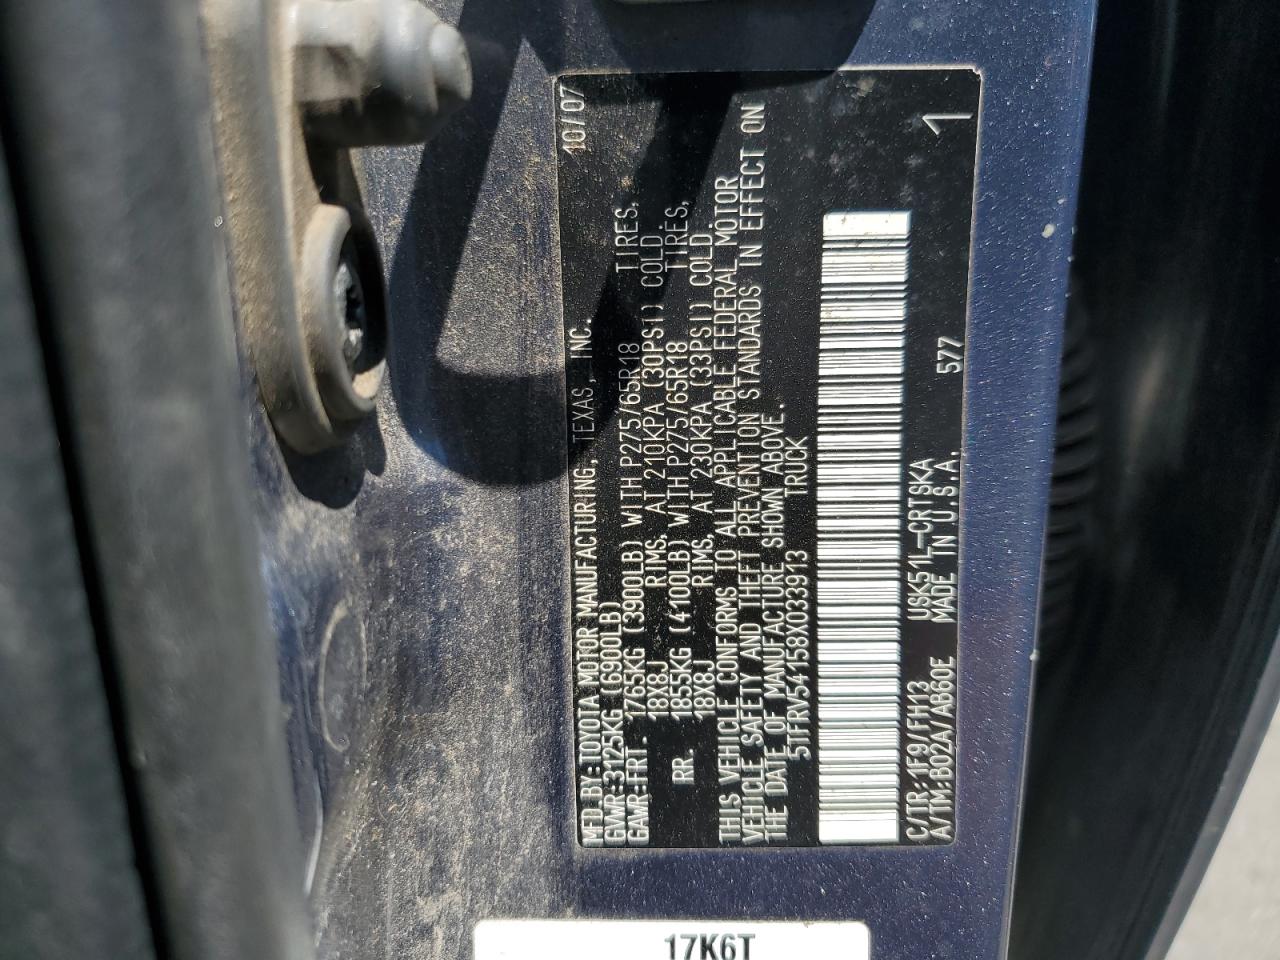 MFD.BY:TOYOTA MOTOR MANUFACTURING, TEXAS, INC. 10/07
GVWR:3125KG (6900LB)
GAWR:FRT. 1765KG (3900LB) WITH P275/65R18 TIRES,
18X8J RIMS, AT 210KPA (30PSI) COLD.
RR. 1855KG (4100LB) WITH P275/65R18 TIRES,
18X8J RIMS, AT 230KPA (33PSI) COLD.
THIS VEHICLE CONFORMS TO ALL APPLICABLE FEDERAL MOTOR
VEHICLE SAFETY AND THEFT PREVENTION STANDARDS IN EFFECT ON
THE DATE OF MANUFACTURE SHOWN ABOVE.
5TFRV54158X033913 TRUCK
C/TR:1F9/FH13 USK51L-CRTSKA 577 1
A/TM:B02A/AB60E MADE IN U.S.A.
17K6T